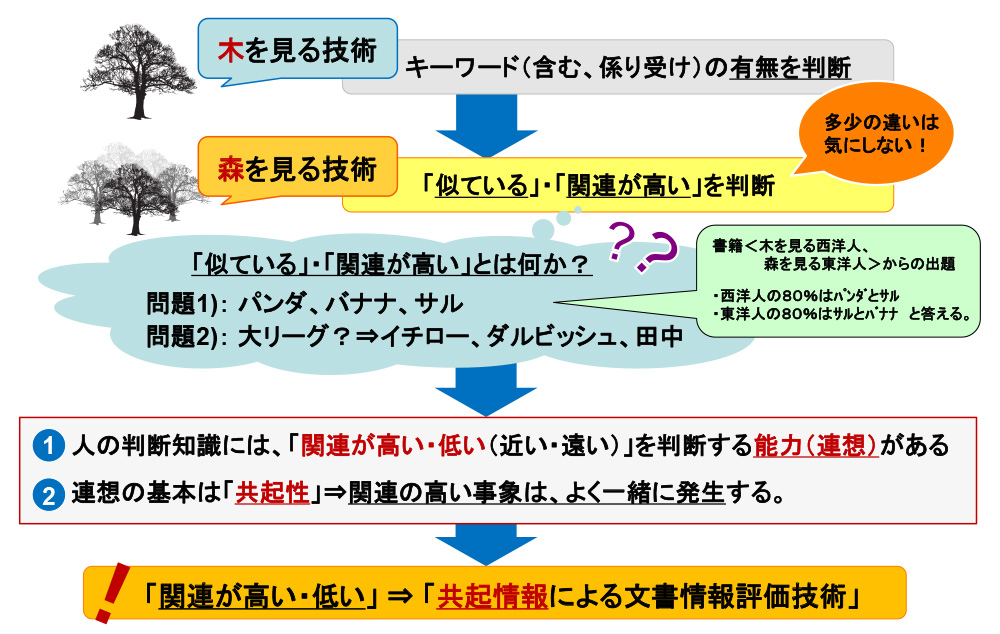 木を見る技術
キーワード（含む、係り受け）の有無を判断
多少の違いは
気にしない！
森を見る技術
「似ている」・「関連が高い」を判断
??
「似ている」・「関連が高い」とは何か？
問題1)： パンダ、バナナ、サル
問題2)： 大リーグ？⇒イチロー、ダルビッシュ、田中
書籍＜木を見る西洋人、
森を見る東洋人＞からの出題
・西洋人の80%はﾊﾟﾝﾀﾞとサル
・東洋人の80%はサルとﾊﾞﾅﾅ と答える。
1 人の判断知識には、「関連が高い・低い（近い・遠い）」を判断する能力（連想）がある
2 連想の基本は「共起性」⇒関連の高い事象は、よく一緒に発生する。
! 「関連が高い・低い」 ⇒ 「共起情報による文書情報評価技術」